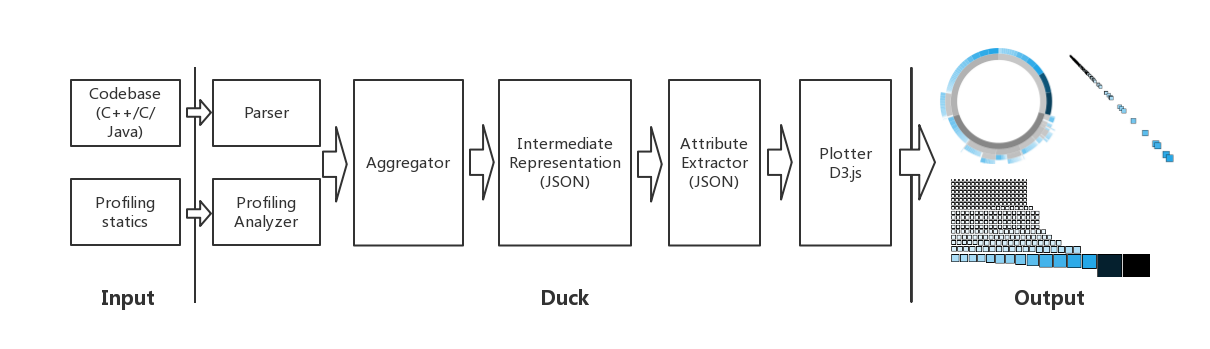 Codebase
(C++/C/
Java)
Parser
Profiling
statics
Profiling
Analyzer
Aggregator
Intermediate
Representation
(JSON)
Attribute
Extractor
(JSON)
Plotter
D3.js
Input
Duck
Output